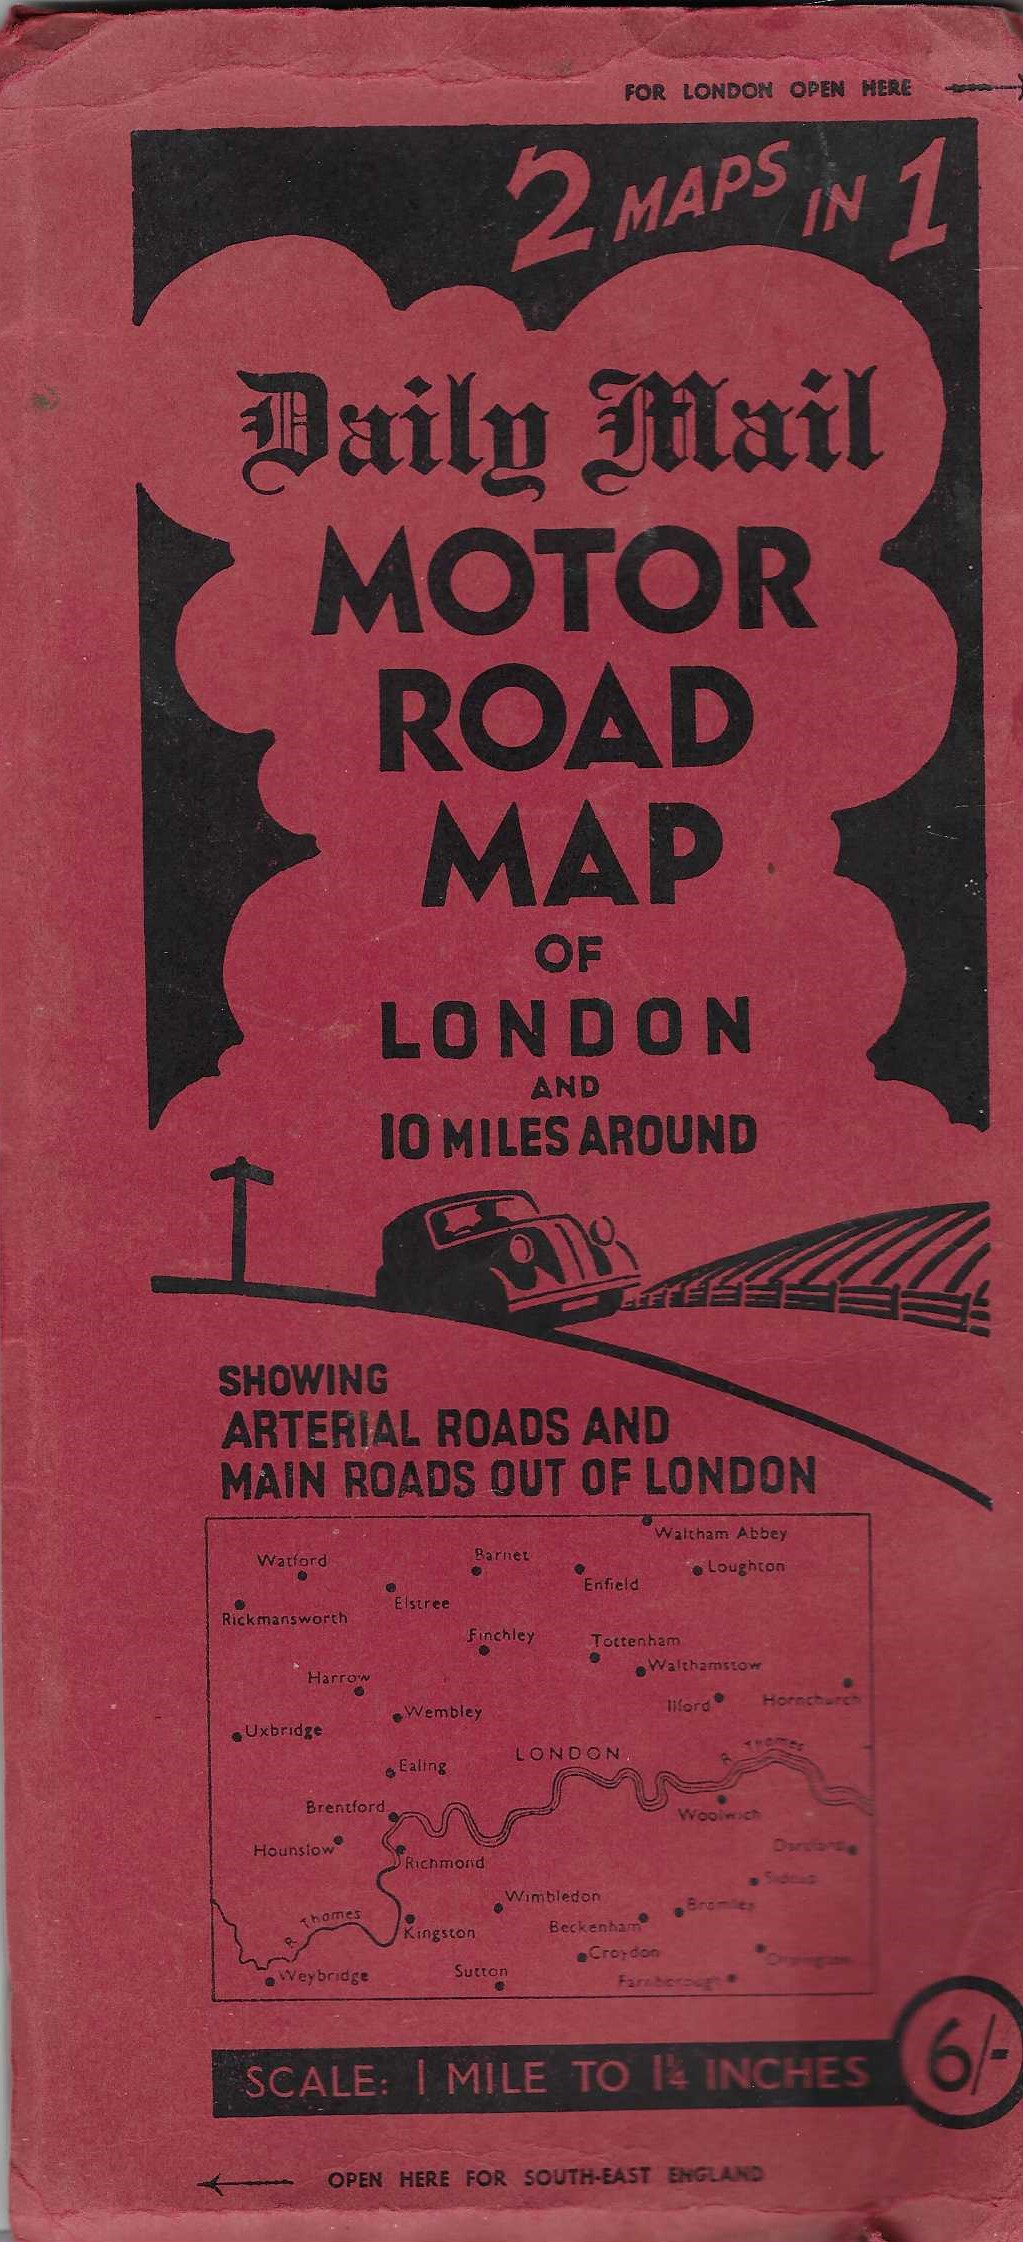 FOR LONDON OPEN HERE
2 MAPS IN 1
Daily Mail
MOTOR
ROAD
MAP
OF
LONDON
AND
10 MILES AROUND
SHOWING
ARTERIAL ROADS AND
MAIN ROADS OUT OF LONDON
Waltham Abbey
Watford
Barnet
Enfield
Loughton
Elstree
Rickmansworth
Finchley
Tottenham
Walthamstow
Harrow
Ilford
Hornchurch
Wembley
Uxbridge
LONDON
R. Thames
Ealing
Brentford
Woolwich
Hounslow
Richmond
Dartford
Sidcup
Wimbledon
Bromley
R. Thames
Kingston
Beckenham
Croydon
Orpington
Weybridge
Sutton
Farnborough
SCALE: 1 MILE TO 1¼ INCHES
6/-
OPEN HERE FOR SOUTH-EAST ENGLAND